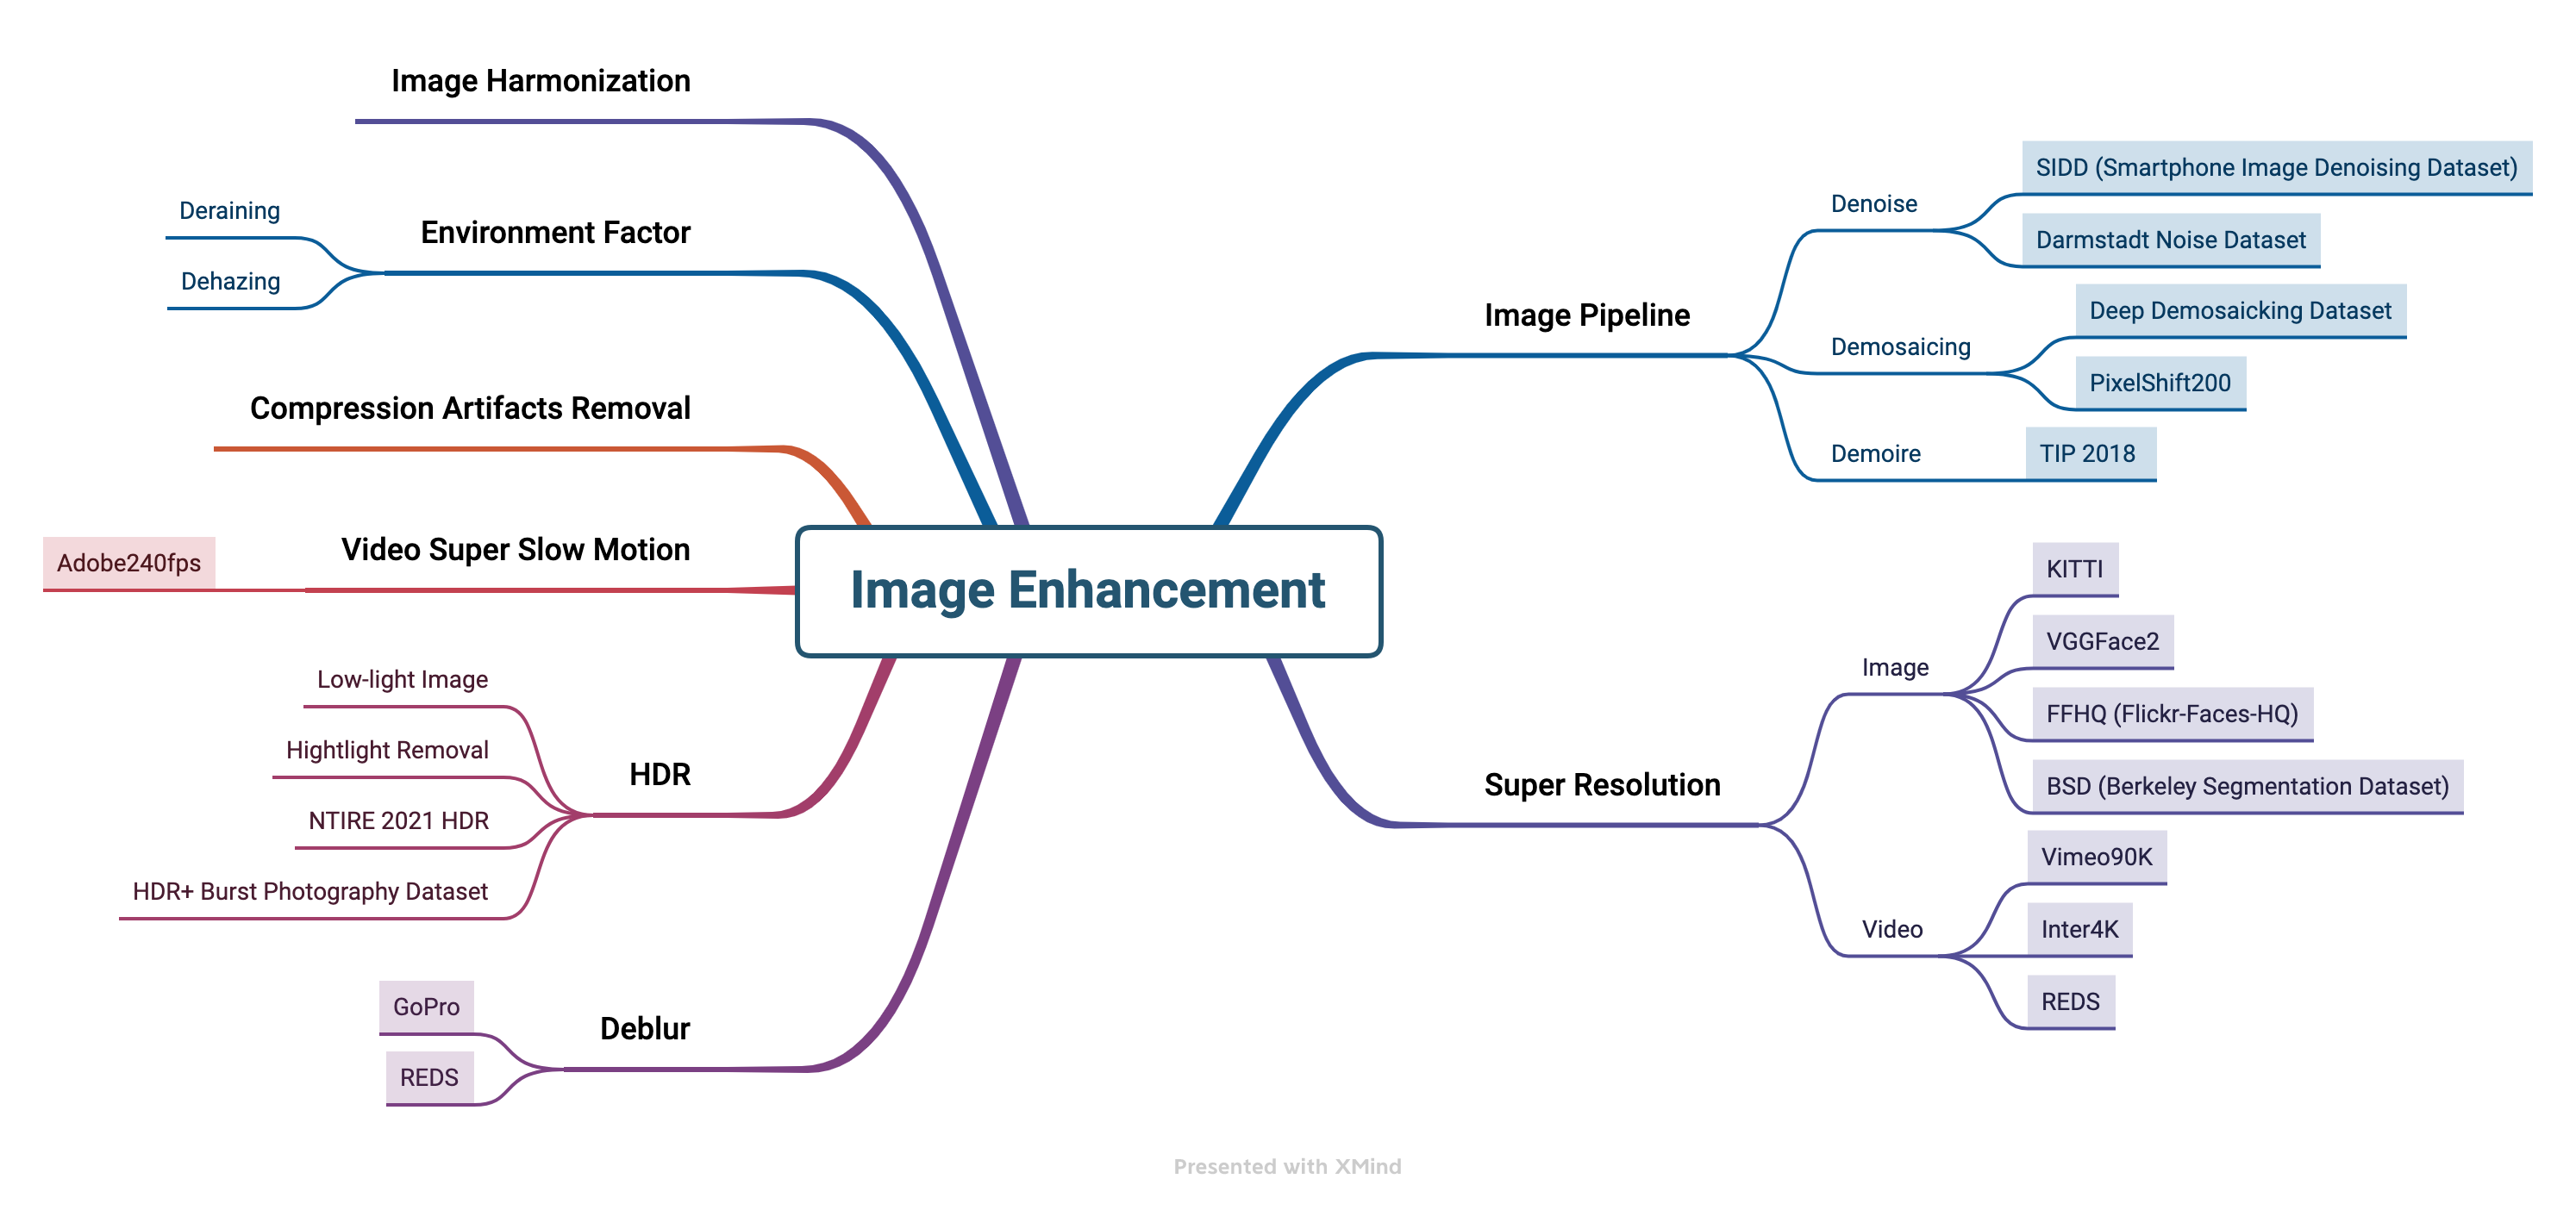 Image Enhancement
Image Pipeline
Denoise
SIDD (Smartphone Image Denoising Dataset)
Darmstadt Noise Dataset
Demosaicing
Deep Demosaicking Dataset
PixelShift200
Demoire
TIP 2018
Super Resolution
Image
KITTI
VGGFace2
FFHQ (Flickr-Faces-HQ)
BSD (Berkeley Segmentation Dataset)
Video
Vimeo90K
Inter4K
REDS
Image Harmonization
Environment Factor
Deraining
Dehazing
Compression Artifacts Removal
Video Super Slow Motion
Adobe240fps
HDR
Low-light Image
Hightlight Removal
NTIRE 2021 HDR
HDR+ Burst Photography Dataset
Deblur
GoPro
REDS
Presented with XMind